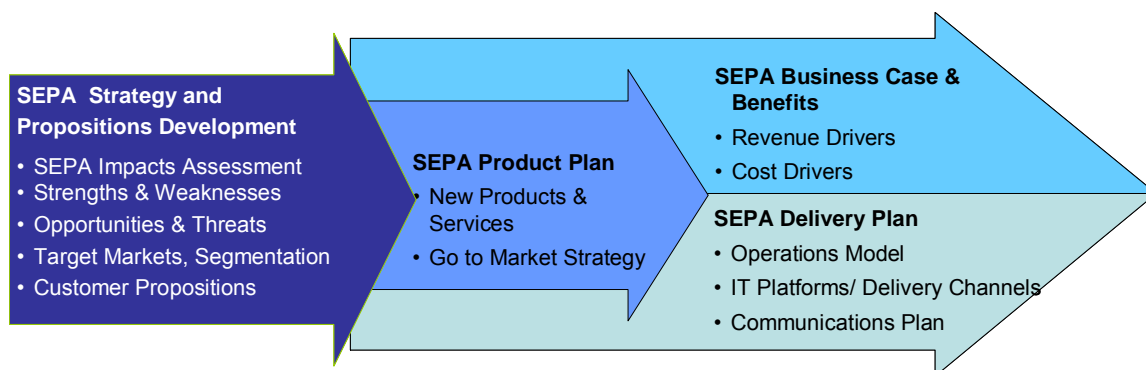 SEPA Strategy and
Propositions Development
• SEPA Impacts Assessment
• Strengths & Weaknesses
• Opportunities & Threats
• Target Markets, Segmentation
• Customer Propositions
SEPA Product Plan
• New Products &
Services
• Go to Market Strategy
SEPA Business Case &
Benefits
• Revenue Drivers
• Cost Drivers
SEPA Delivery Plan
• Operations Model
• IT Platforms/ Delivery Channels
• Communications Plan